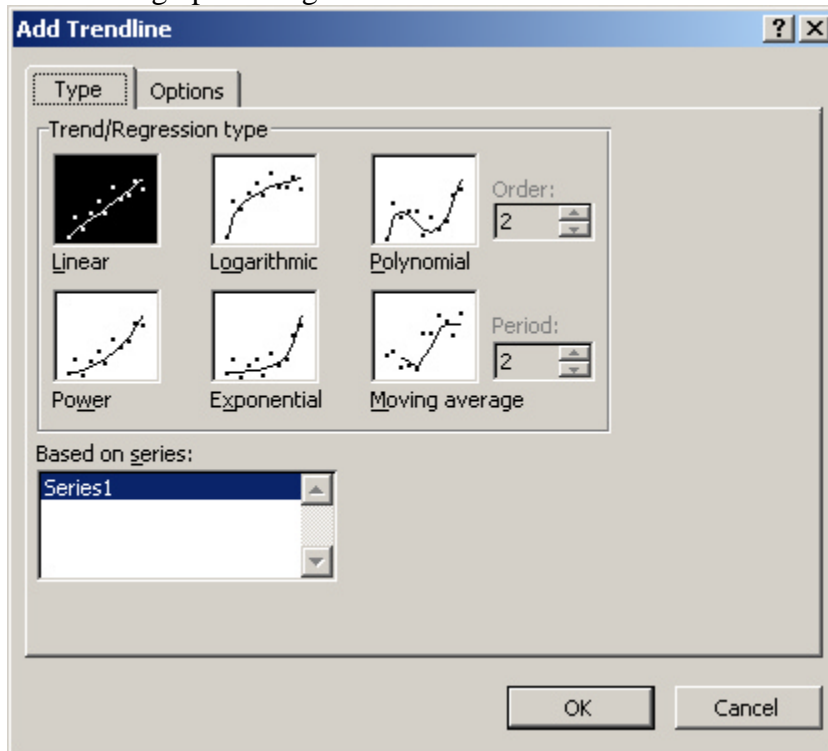 Add Trendline
Type Options
Trend/Regression type
Linear Logarithmic Polynomial
Order:
2
Power Exponential Moving average
Period:
2
Based on series:
Series1
OK Cancel